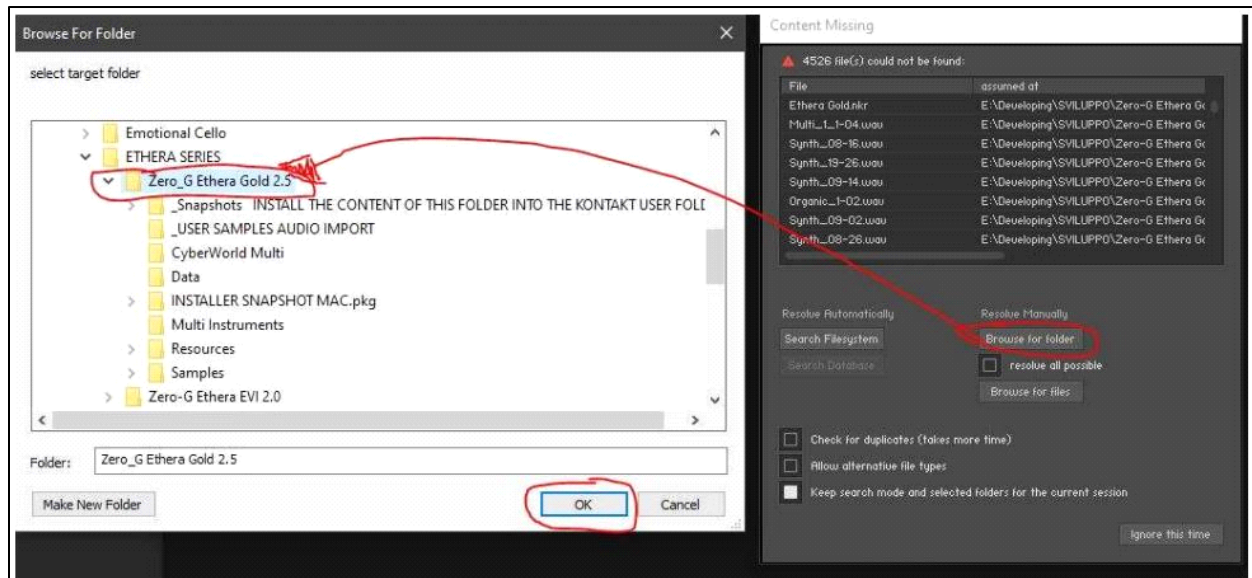 Browse For Folder
select target folder
Emotional Cello
ETHERA SERIES
Zero_G Ethera Gold 2.5
_Snapshots INSTALL THE CONTENT OF THIS FOLDER INTO THE KONTAKT USER FOLI
_USER SAMPLES AUDIO IMPORT
CyberWorld Multi
Data
INSTALLER SNAPSHOT MAC.pkg
Multi Instruments
Resources
Samples
Zero-G Ethera EVI 2.0
Folder: Zero_G Ethera Gold 2.5
Make New Folder OK Cancel
Content Missing
4526 file(s) could not be found:
File assumed at
Ethera Gold.nkr E:\Developing\SVILUPPO\Zero-G Ethera Go
Multi_1_1-04.wav E:\Developing\SVILUPPO\Zero-G Ethera Go
Synth_08-16.wav E:\Developing\SVILUPPO\Zero-G Ethera Go
Synth_19-26.wav E:\Developing\SVILUPPO\Zero-G Ethera Go
Synth_09-14.wav E:\Developing\SVILUPPO\Zero-G Ethera Go
Organic_1-02.wav E:\Developing\SVILUPPO\Zero-G Ethera Go
Synth_09-02.wav E:\Developing\SVILUPPO\Zero-G Ethera Go
Synth_08-26.wav E:\Developing\SVILUPPO\Zero-G Ethera Go
Resolve Automatically Resolve Manually
Search Filesystem Browse for folder
Search Database resolve all possible
Browse for files
Check for duplicates (takes more time)
Allow alternative file types
Keep search mode and selected folders for the current session
Ignore this time